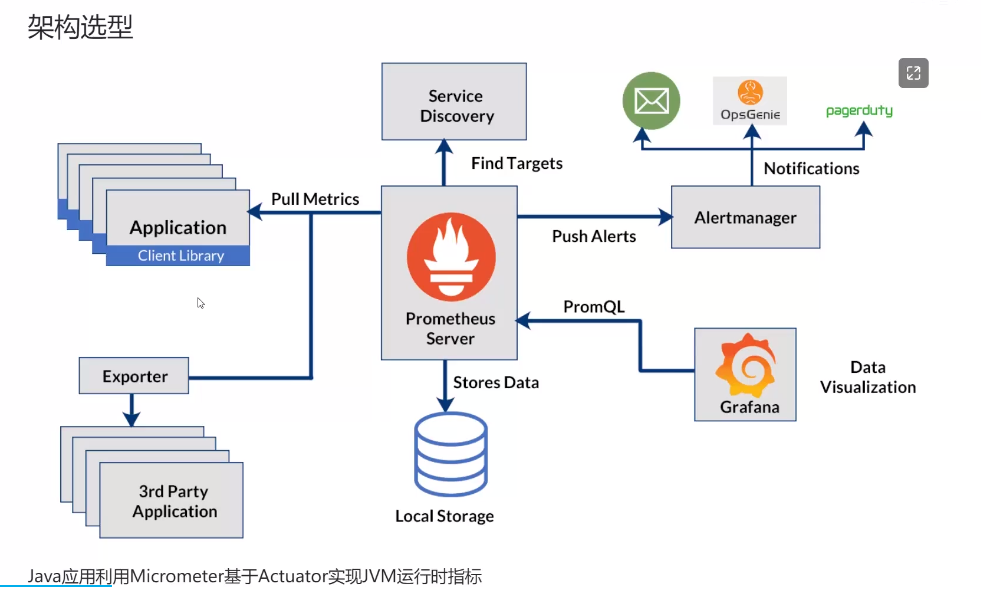 架构选型
Service
Discovery
OpsGenie
pagerduty
Find Targets
Notifications
Pull Metrics
Application
Client Library
Alertmanager
Push Alerts
Prometheus
Server
PromQL
Exporter
Stores Data
Grafana
Data
Visualization
3rd Party
Application
Local Storage
Java应用利用Micrometer基于Actuator实现JVM运行时指标